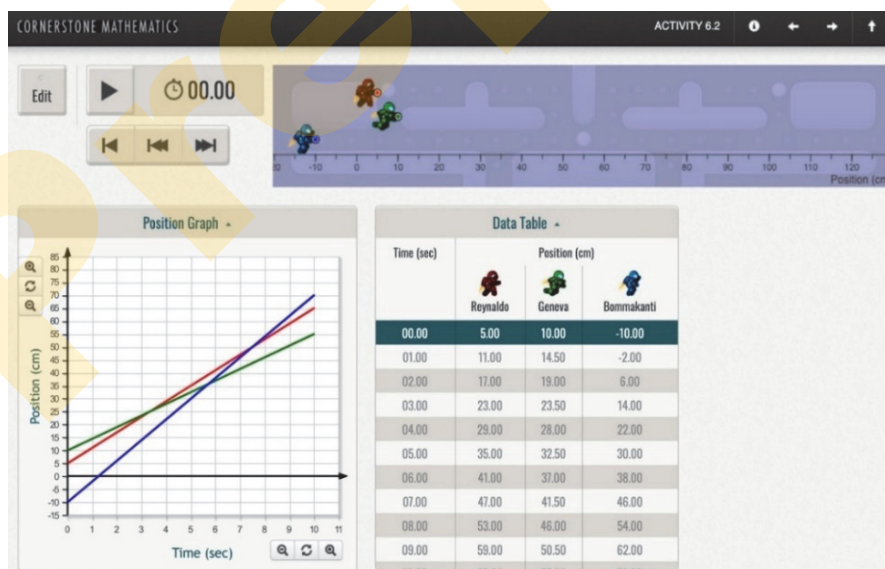 CORNERSTONE MATHEMATICS
ACTIVITY 6.2
Edit
00.00
-10 0 10 20 30 40 50 60 70 80 90 100 110 120
Position (cm
Position Graph
85
80
75
70
65
60
55
50
45
40
35
30
25
20
15
10
5
0
-5
-10
-15
Position (cm)
0 1 2 3 4 5 6 7 8 9 10 11
Time (sec)
Data Table
Time (sec) Position (cm)
Reynaldo Geneva Bommakanti
00.00 5.00 10.00 -10.00
01.00 11.00 14.50 -2.00
02.00 17.00 19.00 6.00
03.00 23.00 23.50 14.00
04.00 29.00 28.00 22.00
05.00 35.00 32.50 30.00
06.00 41.00 37.00 38.00
07.00 47.00 41.50 46.00
08.00 53.00 46.00 54.00
09.00 59.00 50.50 62.00